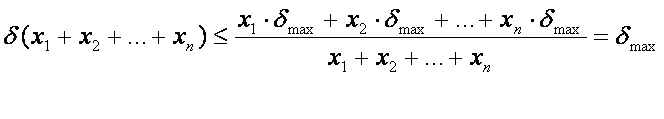 δ(x₁ + x₂ + ... + xₙ) ≤ (x₁ · δ_max + x₂ · δ_max + ... + xₙ · δ_max) / (x₁ + x₂ + ... + xₙ) = δ_max